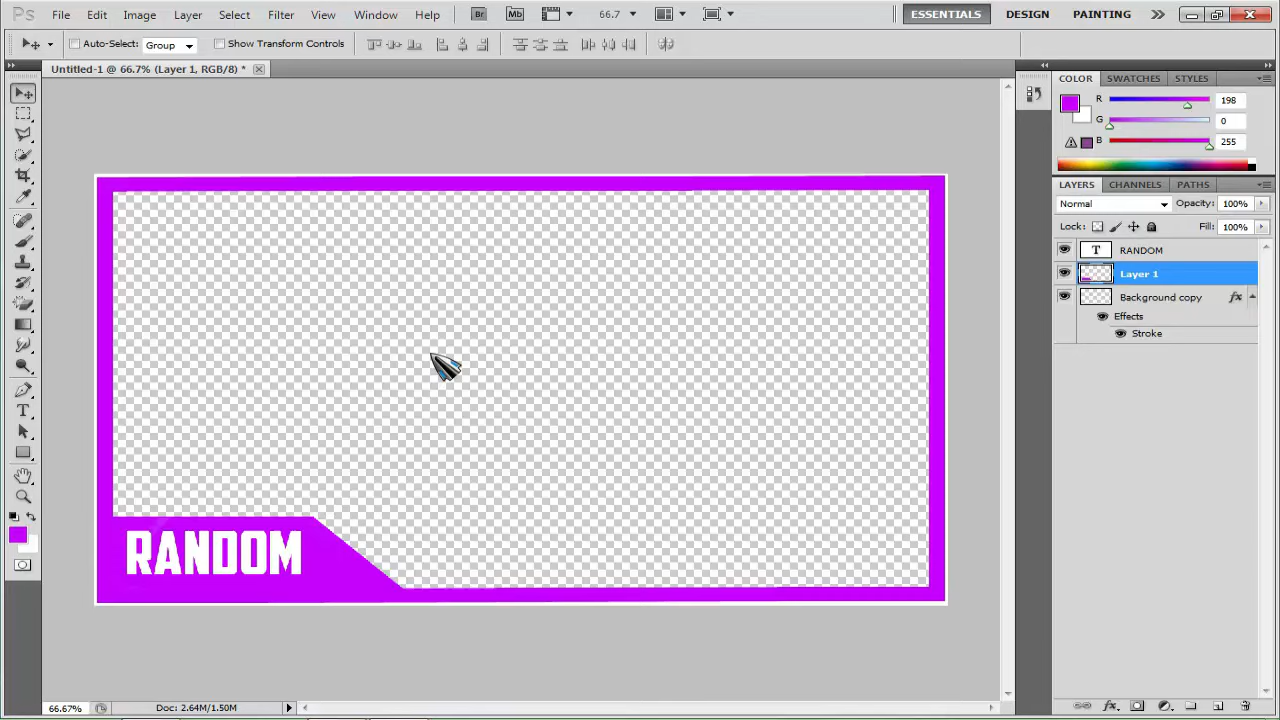 Ps File Edit Image Layer Select Filter View Window Help Br Mb 66.7 ESSENTIALS DESIGN PAINTING
Auto-Select: Group Show Transform Controls
Untitled-1 @ 66.7% (Layer 1, RGB/8) *
COLOR SWATCHES STYLES
R 198
G 0
B 255
LAYERS CHANNELS PATHS
Normal Opacity: 100%
Lock: Fill: 100%
T RANDOM
Layer 1
Background copy fx
Effects
Stroke
RANDOM
66.67% Doc: 2.64M/1.50M